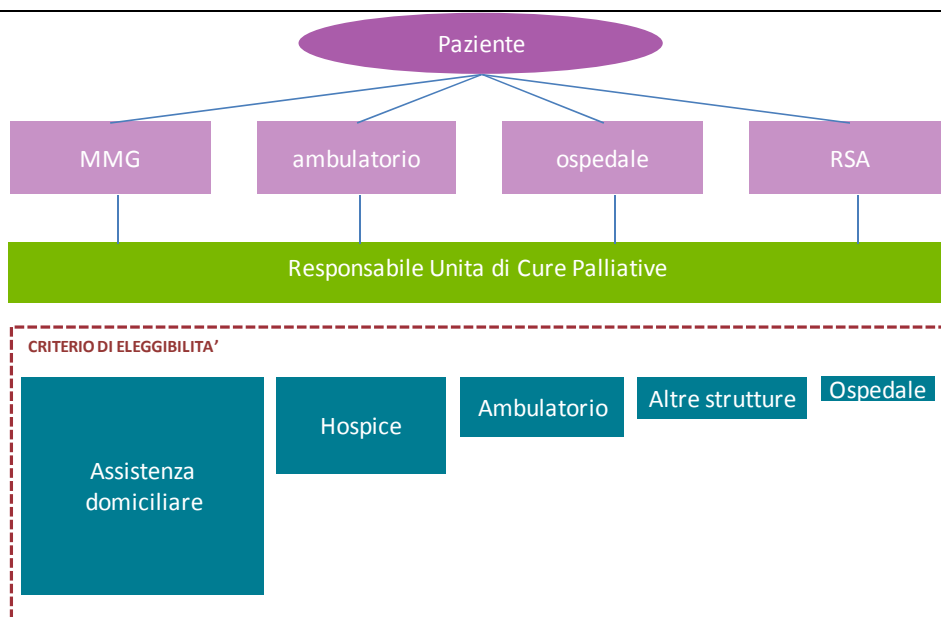 Paziente
MMG
ambulatorio
ospedale
RSA
Responsabile Unita di Cure Palliative
CRITERIO DI ELEGGIBILITA’
Assistenza
domiciliare
Hospice
Ambulatorio
Altre strutture
Ospedale